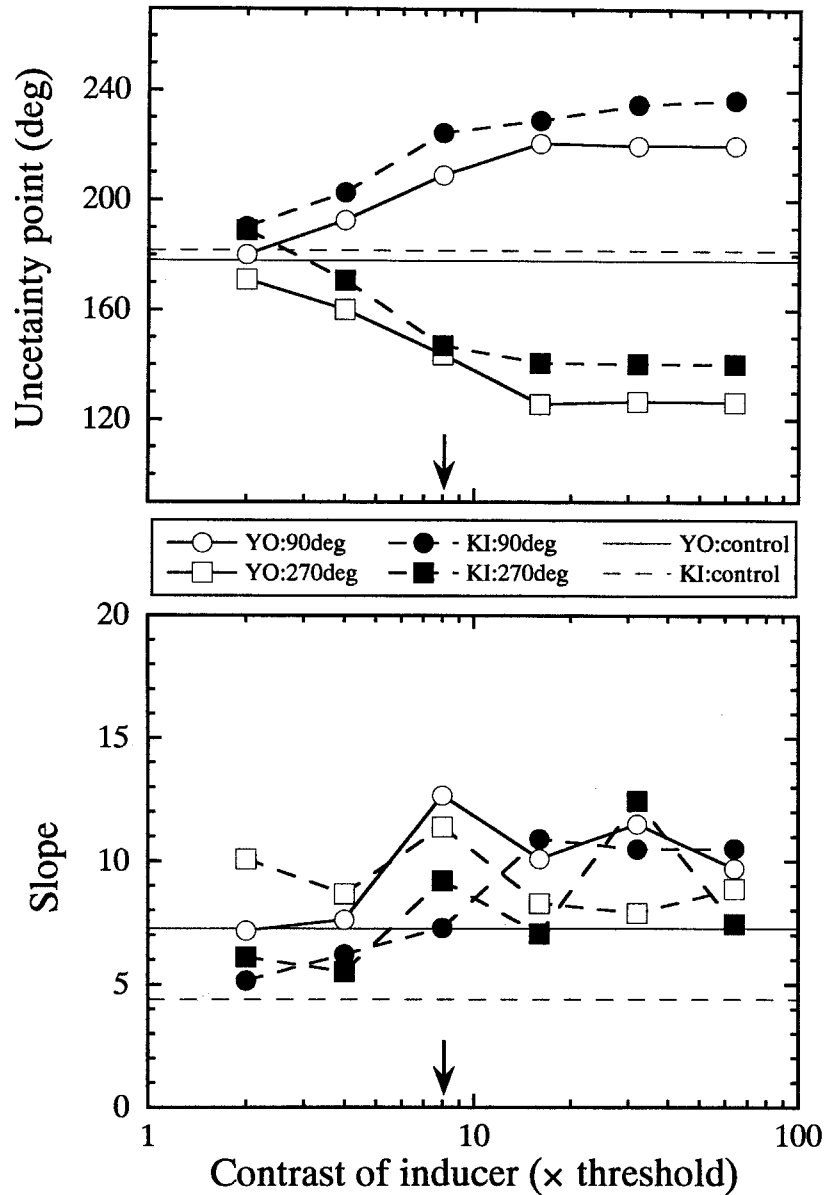 Uncetainty point (deg)
240
200
160
120
YO:90deg KI:90deg YO:control
YO:270deg KI:270deg KI:control
Slope
20
15
10
5
0
1 10 100
Contrast of inducer (× threshold)